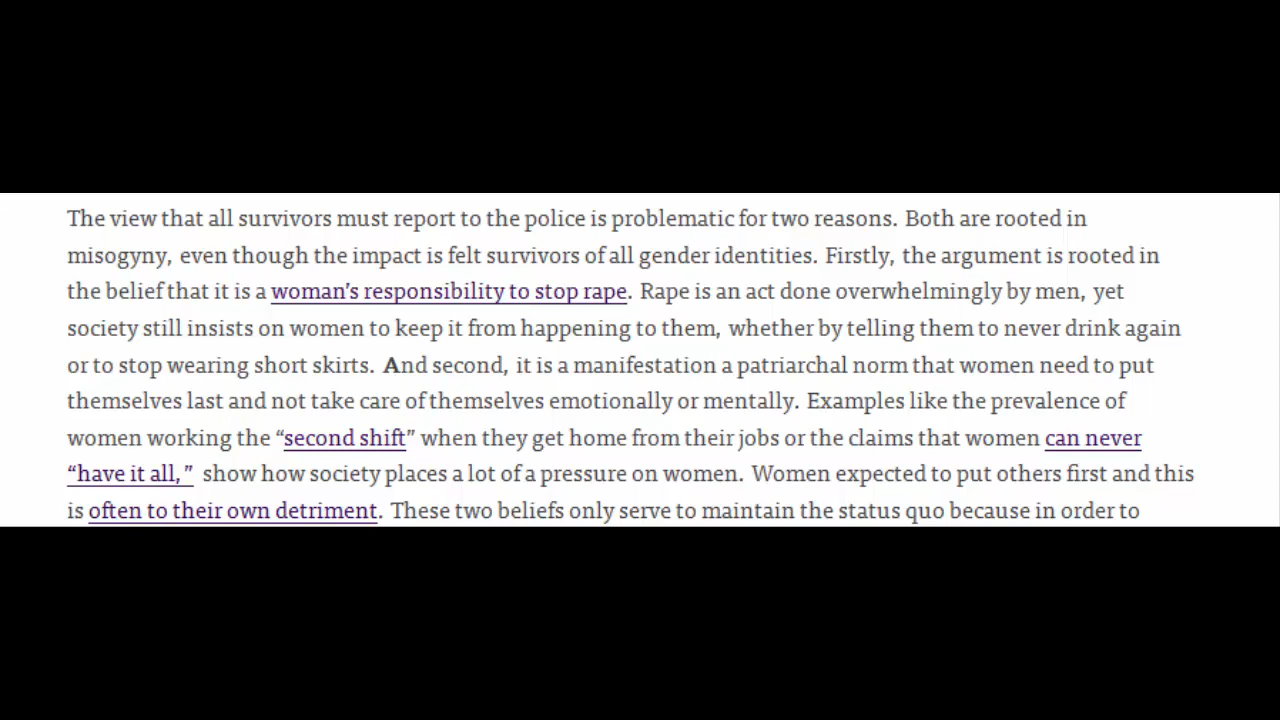 The view that all survivors must report to the police is problematic for two reasons. Both are rooted in
misogyny, even though the impact is felt survivors of all gender identities. Firstly, the argument is rooted in
the belief that it is a woman’s responsibility to stop rape. Rape is an act done overwhelmingly by men, yet
society still insists on women to keep it from happening to them, whether by telling them to never drink again
or to stop wearing short skirts. And second, it is a manifestation a patriarchal norm that women need to put
themselves last and not take care of themselves emotionally or mentally. Examples like the prevalence of
women working the “second shift” when they get home from their jobs or the claims that women can never
“have it all,” show how society places a lot of a pressure on women. Women expected to put others first and this
is often to their own detriment. These two beliefs only serve to maintain the status quo because in order to